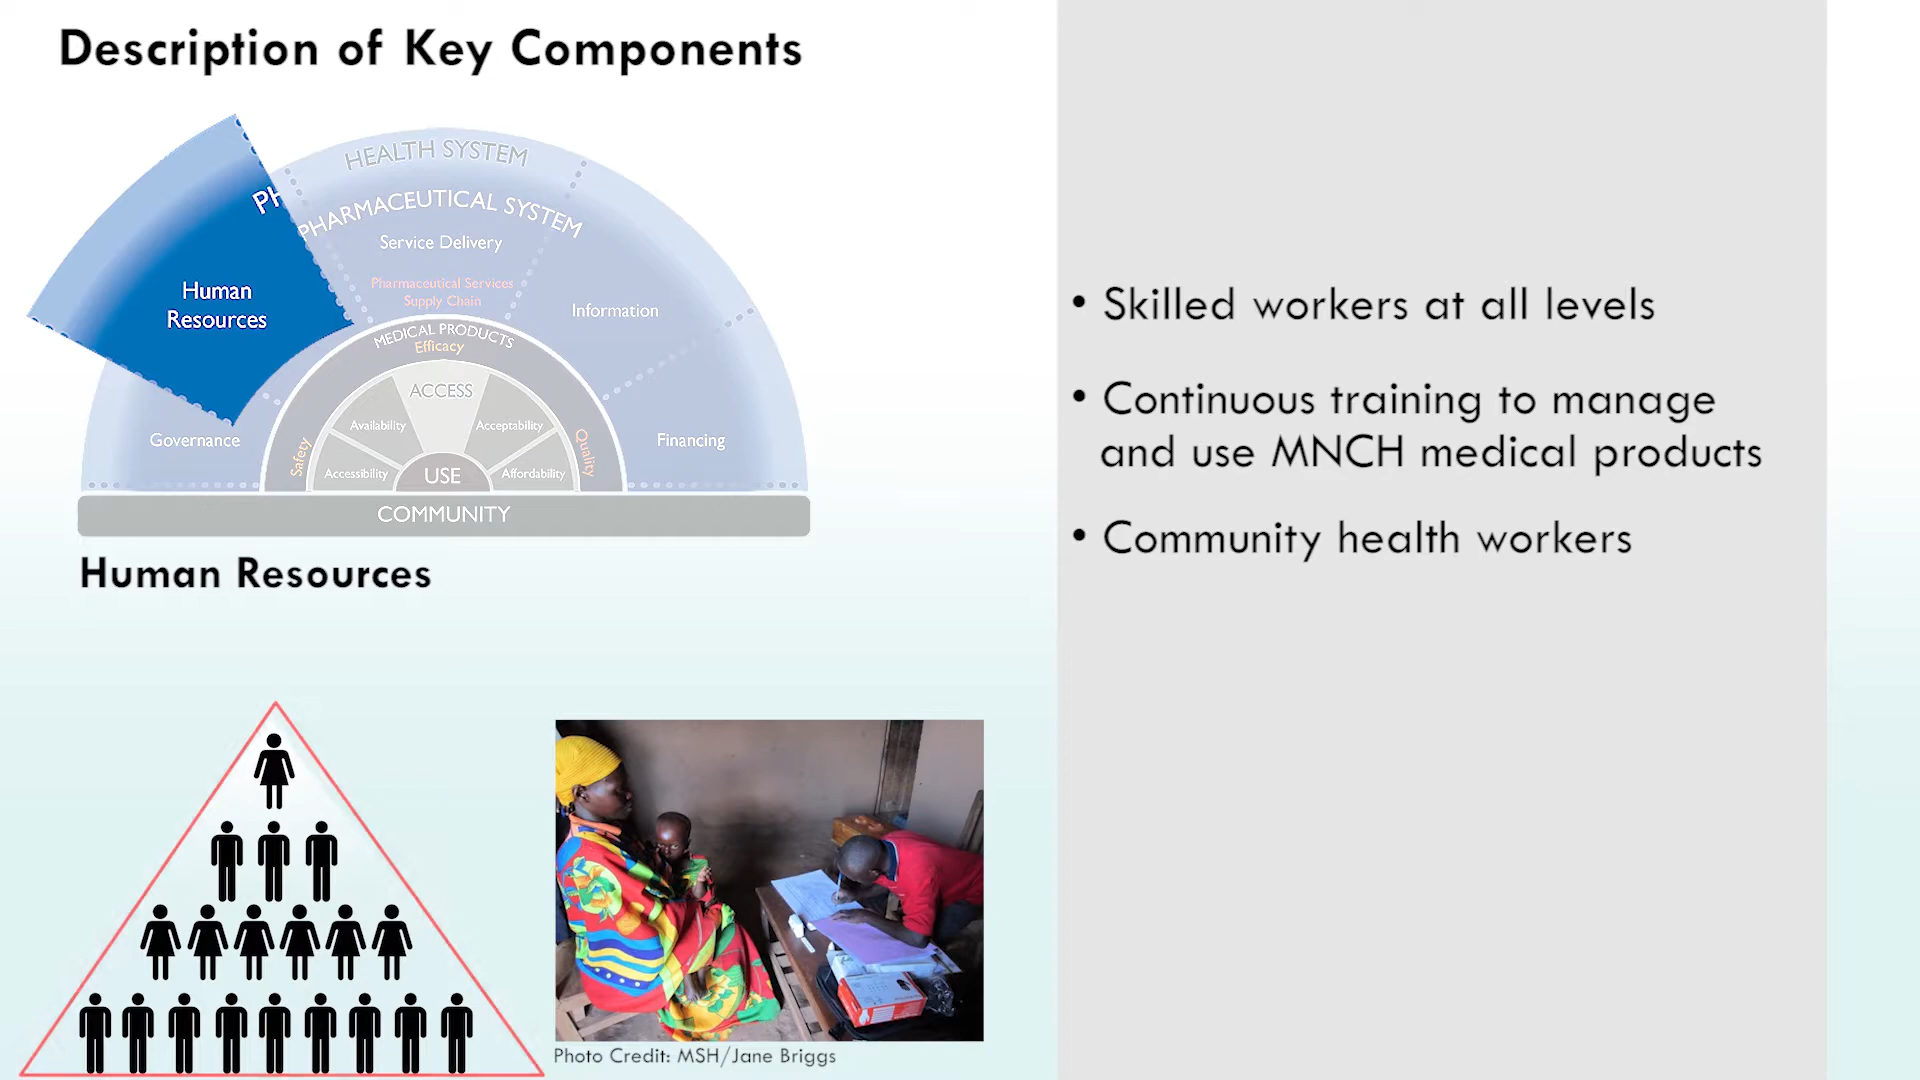 Description of Key Components
HEALTH SYSTEM
PH
PHARMACEUTICAL SYSTEM
Service Delivery
Pharmaceutical Services
Supply Chain
Human
Resources
Information
MEDICAL PRODUCTS
Efficacy
ACCESS
Availability
Acceptability
Governance
Safety
Quality
Financing
Accessibility
USE
Affordability
COMMUNITY
Human Resources
Photo Credit: MSH/Jane Briggs
• Skilled workers at all levels
• Continuous training to manage
and use MNCH medical products
• Community health workers